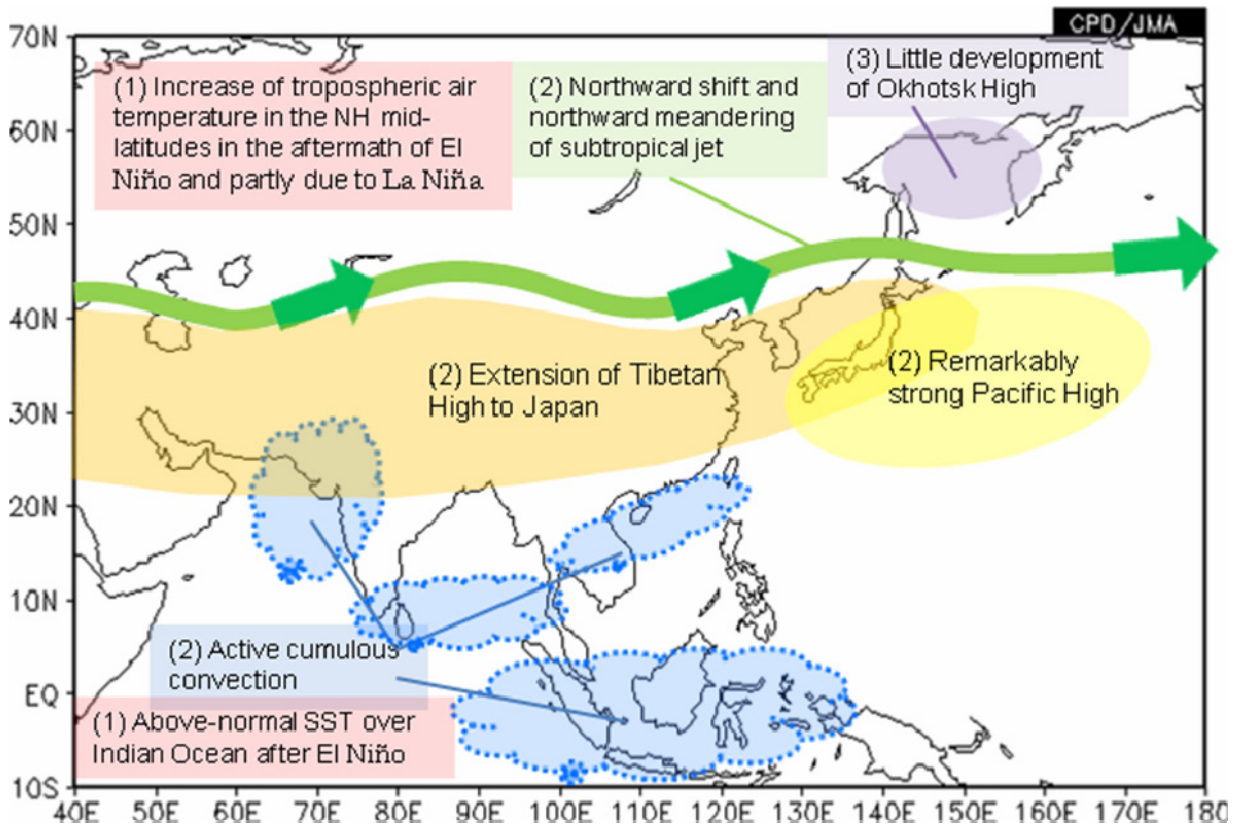 CPD/JMA
70N
60N
50N
40N
30N
20N
10N
EQ
10S
(1) Increase of tropospheric air
temperature in the NH mid-
latitudes in the aftermath of El
Niño and partly due to La Niña
(2) Northward shift and
northward meandering
of subtropical jet
(3) Little development
of Okhotsk High
(2) Extension of Tibetan
High to Japan
(2) Remarkably
strong Pacific High
(2) Active cumulous
convection
(1) Above-normal SST over
Indian Ocean after El Niño
40E
50E
60E
70E
80E
90E
100E
110E
120E
130E
140E
150E
160E
170E
180